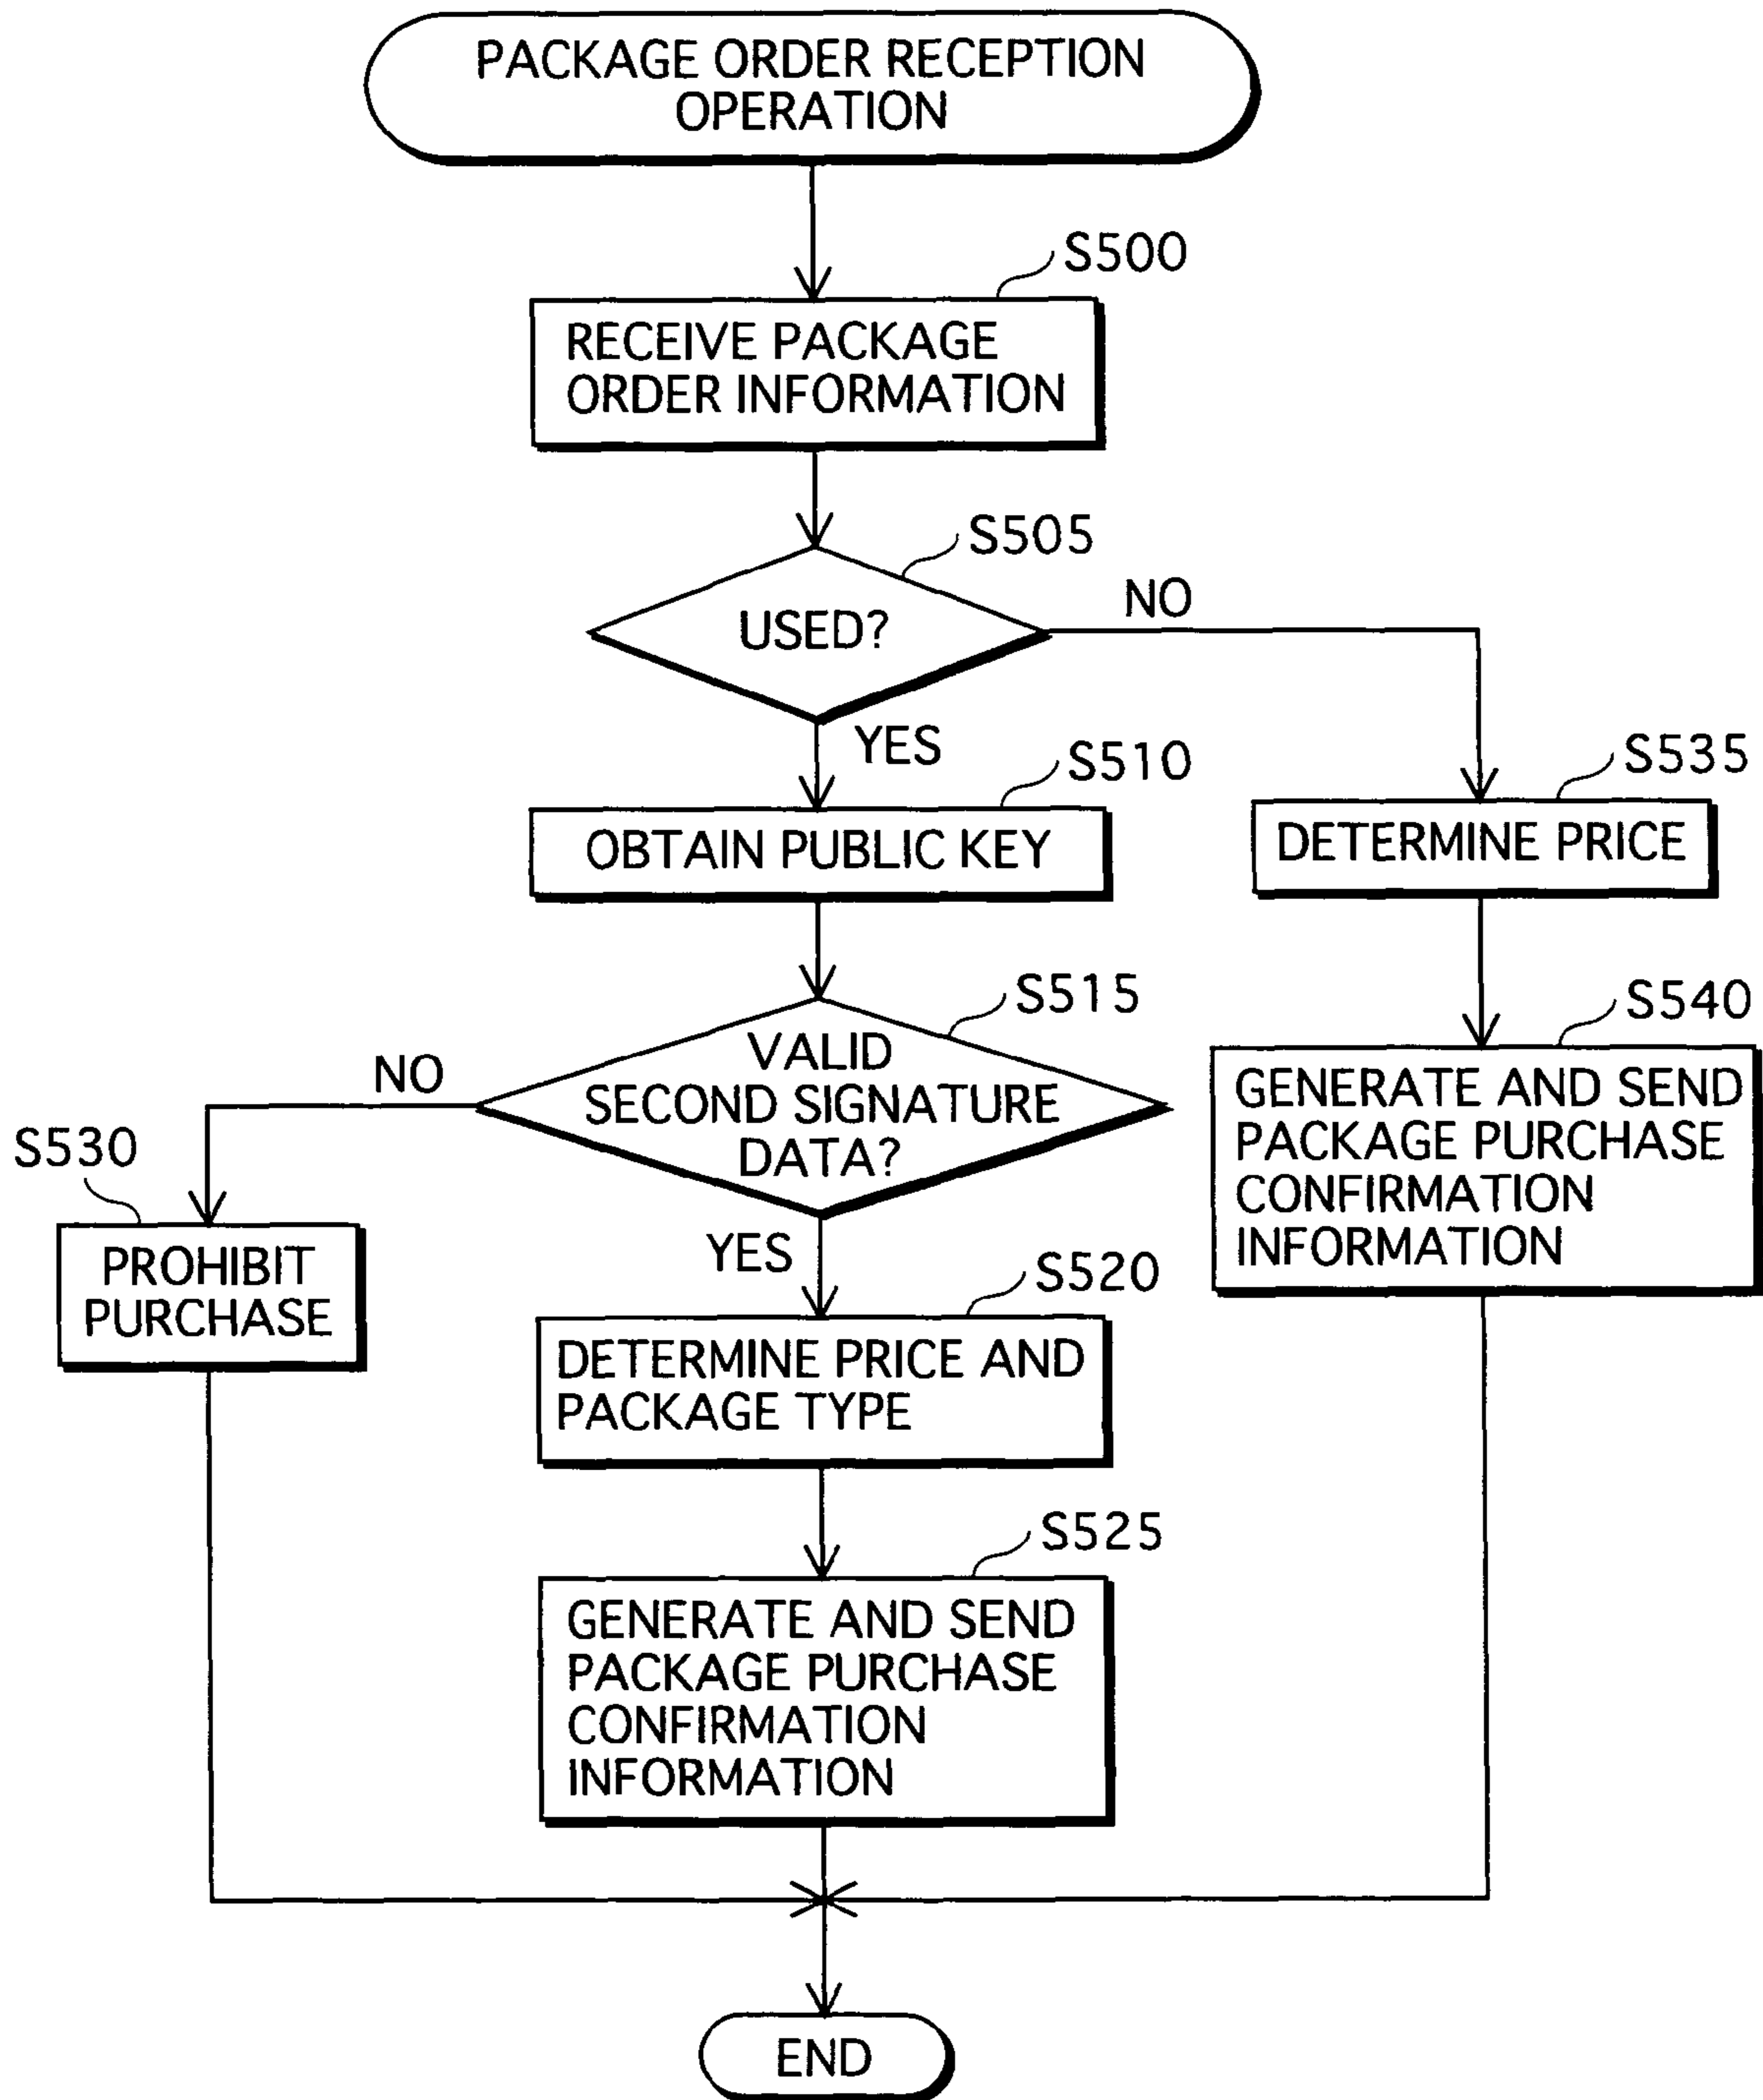 PACKAGE ORDER RECEPTION
OPERATION
S500
RECEIVE PACKAGE
ORDER INFORMATION
S505
USED?
NO
YES
S510
OBTAIN PUBLIC KEY
S535
DETERMINE PRICE
S515
VALID
SECOND SIGNATURE
DATA?
NO
S540
GENERATE AND SEND
PACKAGE PURCHASE
CONFIRMATION
INFORMATION
S530
PROHIBIT
PURCHASE
YES
S520
DETERMINE PRICE AND
PACKAGE TYPE
S525
GENERATE AND SEND
PACKAGE PURCHASE
CONFIRMATION
INFORMATION
END